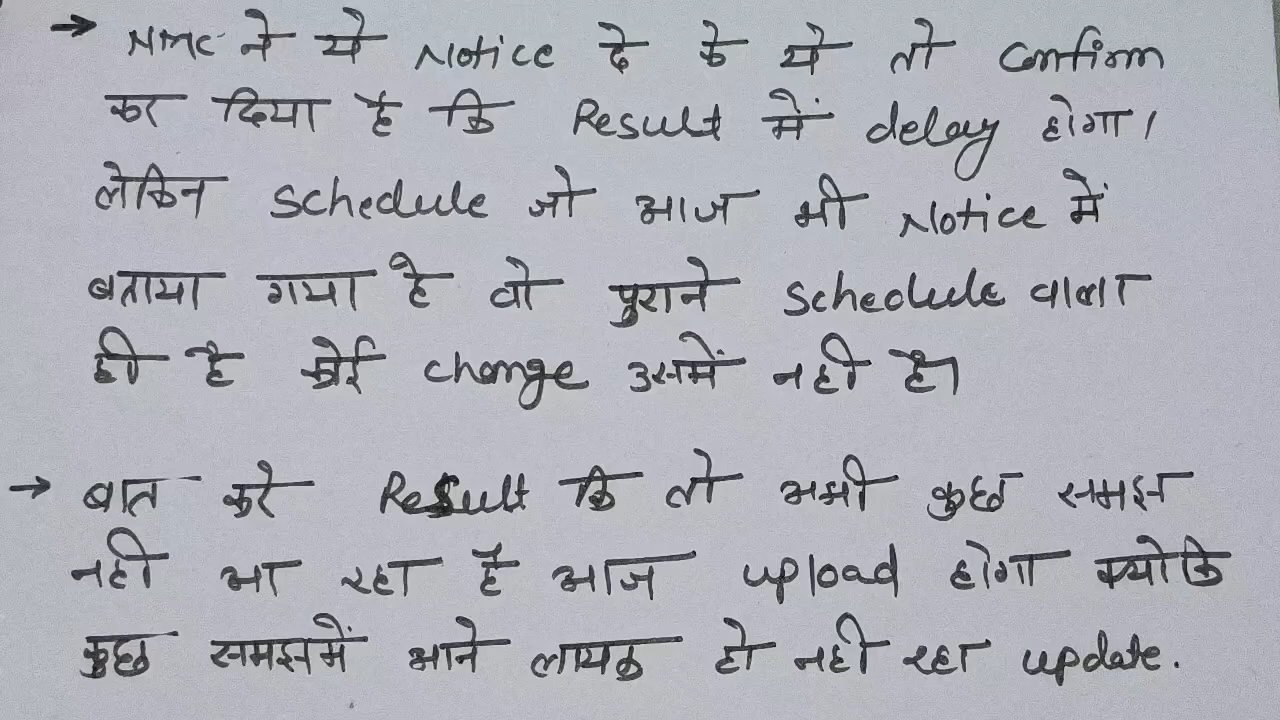 → NMC ने ये Notice दे के ये तो confirm
कर दिया है कि Result में delay होगा।
लेकिन schedule जो आज भी Notice में
बताया गया है वो पुराने schedule वाला
ही है कोई change उसमें नही है।
→ बात करे Result कि तो अभी कुछ समझ
नही आ रहा है आज upload होगा क्योकि
कुछ समझमें आने लायक हो नही रहा update.